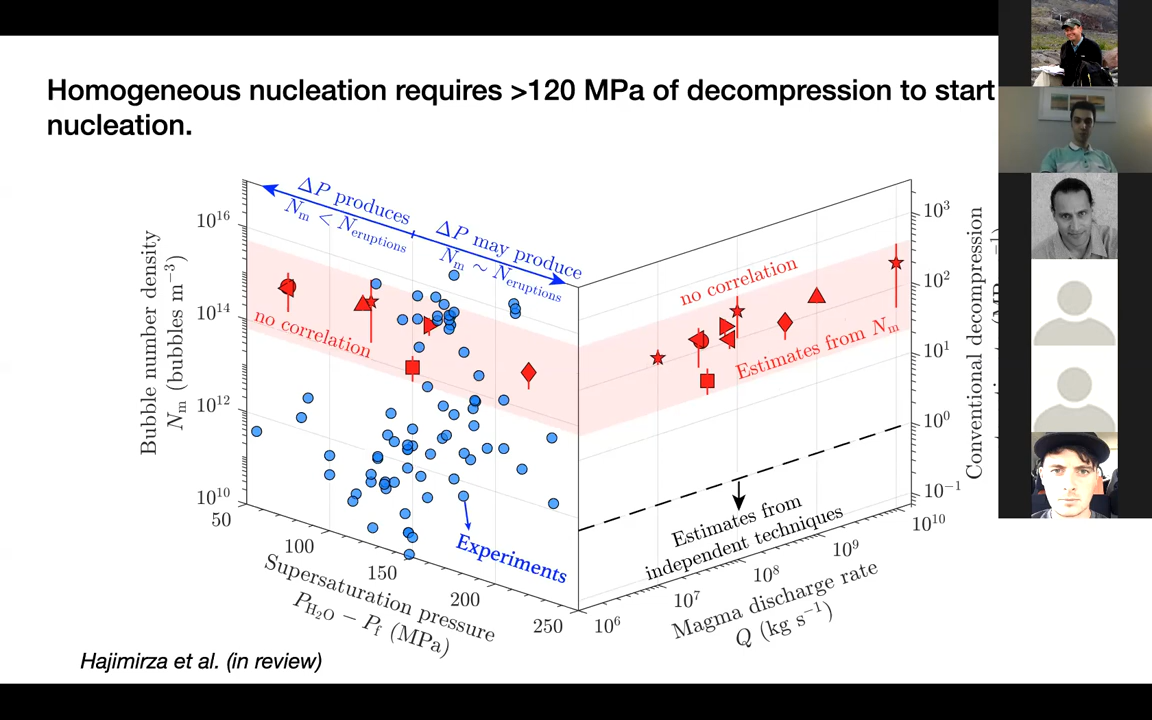 Homogeneous nucleation requires >120 MPa of decompression to start
nucleation.
ΔP produces
Nm < Neruptions
ΔP may produce
Nm ∼ Neruptions
Bubble number density
Nm (bubbles m−3)
10^16
10^14
10^12
10^10
no correlation
Experiments
50
100
150
200
250
Supersaturation pressure
PH2O − Pf (MPa)
no correlation
Estimates from Nm
Estimates from
independent techniques
10^6
10^7
10^8
10^9
10^10
Magma discharge rate
Q (kg s−1)
10^3
10^2
10^1
10^0
10^−1
Conventional decompression
Hajimirza et al. (in review)